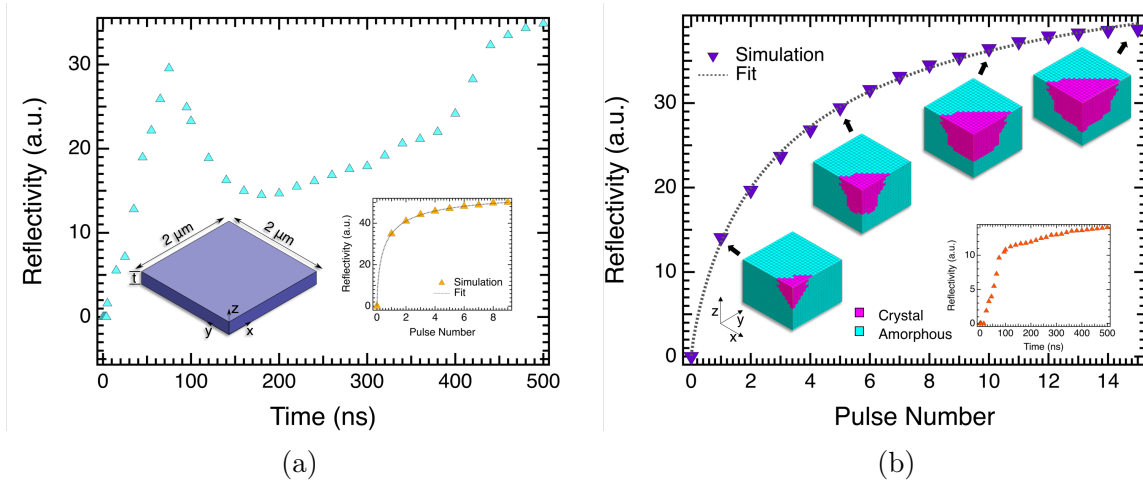 Reflectivity (a.u.)
30
20
10
0
0
100
200
300
400
500
Time (ns)
2 μm
2 μm
t
z
y
x
Reflectivity (a.u.)
40
20
0
0
2
4
6
8
Pulse Number
Simulation
Fit
(a)
Reflectivity (a.u.)
40
30
20
10
0
0
2
4
6
8
10
12
14
Pulse Number
Simulation
Fit
z
y
x
Crystal
Amorphous
Reflectivity (a.u.)
10
5
0
0
100
200
300
400
500
Time (ns)
(b)